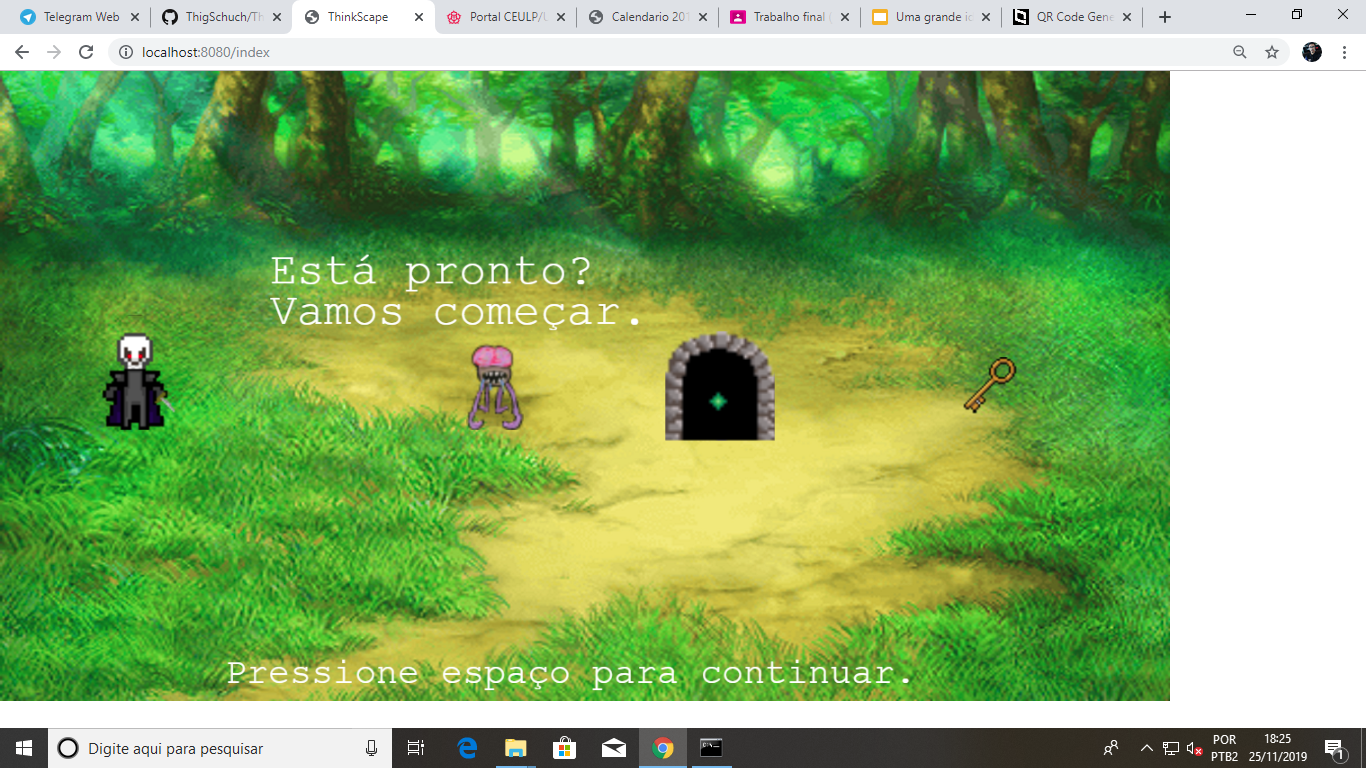 Telegram Web
ThigSchuch/Th
ThinkScape
Portal CEULP/U
Calendario 201
Trabalho final (
Uma grande id
QR Code Gene
localhost:8080/index
Está pronto?
Vamos começar.
Pressione espaço para continuar.
Digite aqui para pesquisar
POR
PTB2
18:25
25/11/2019
1